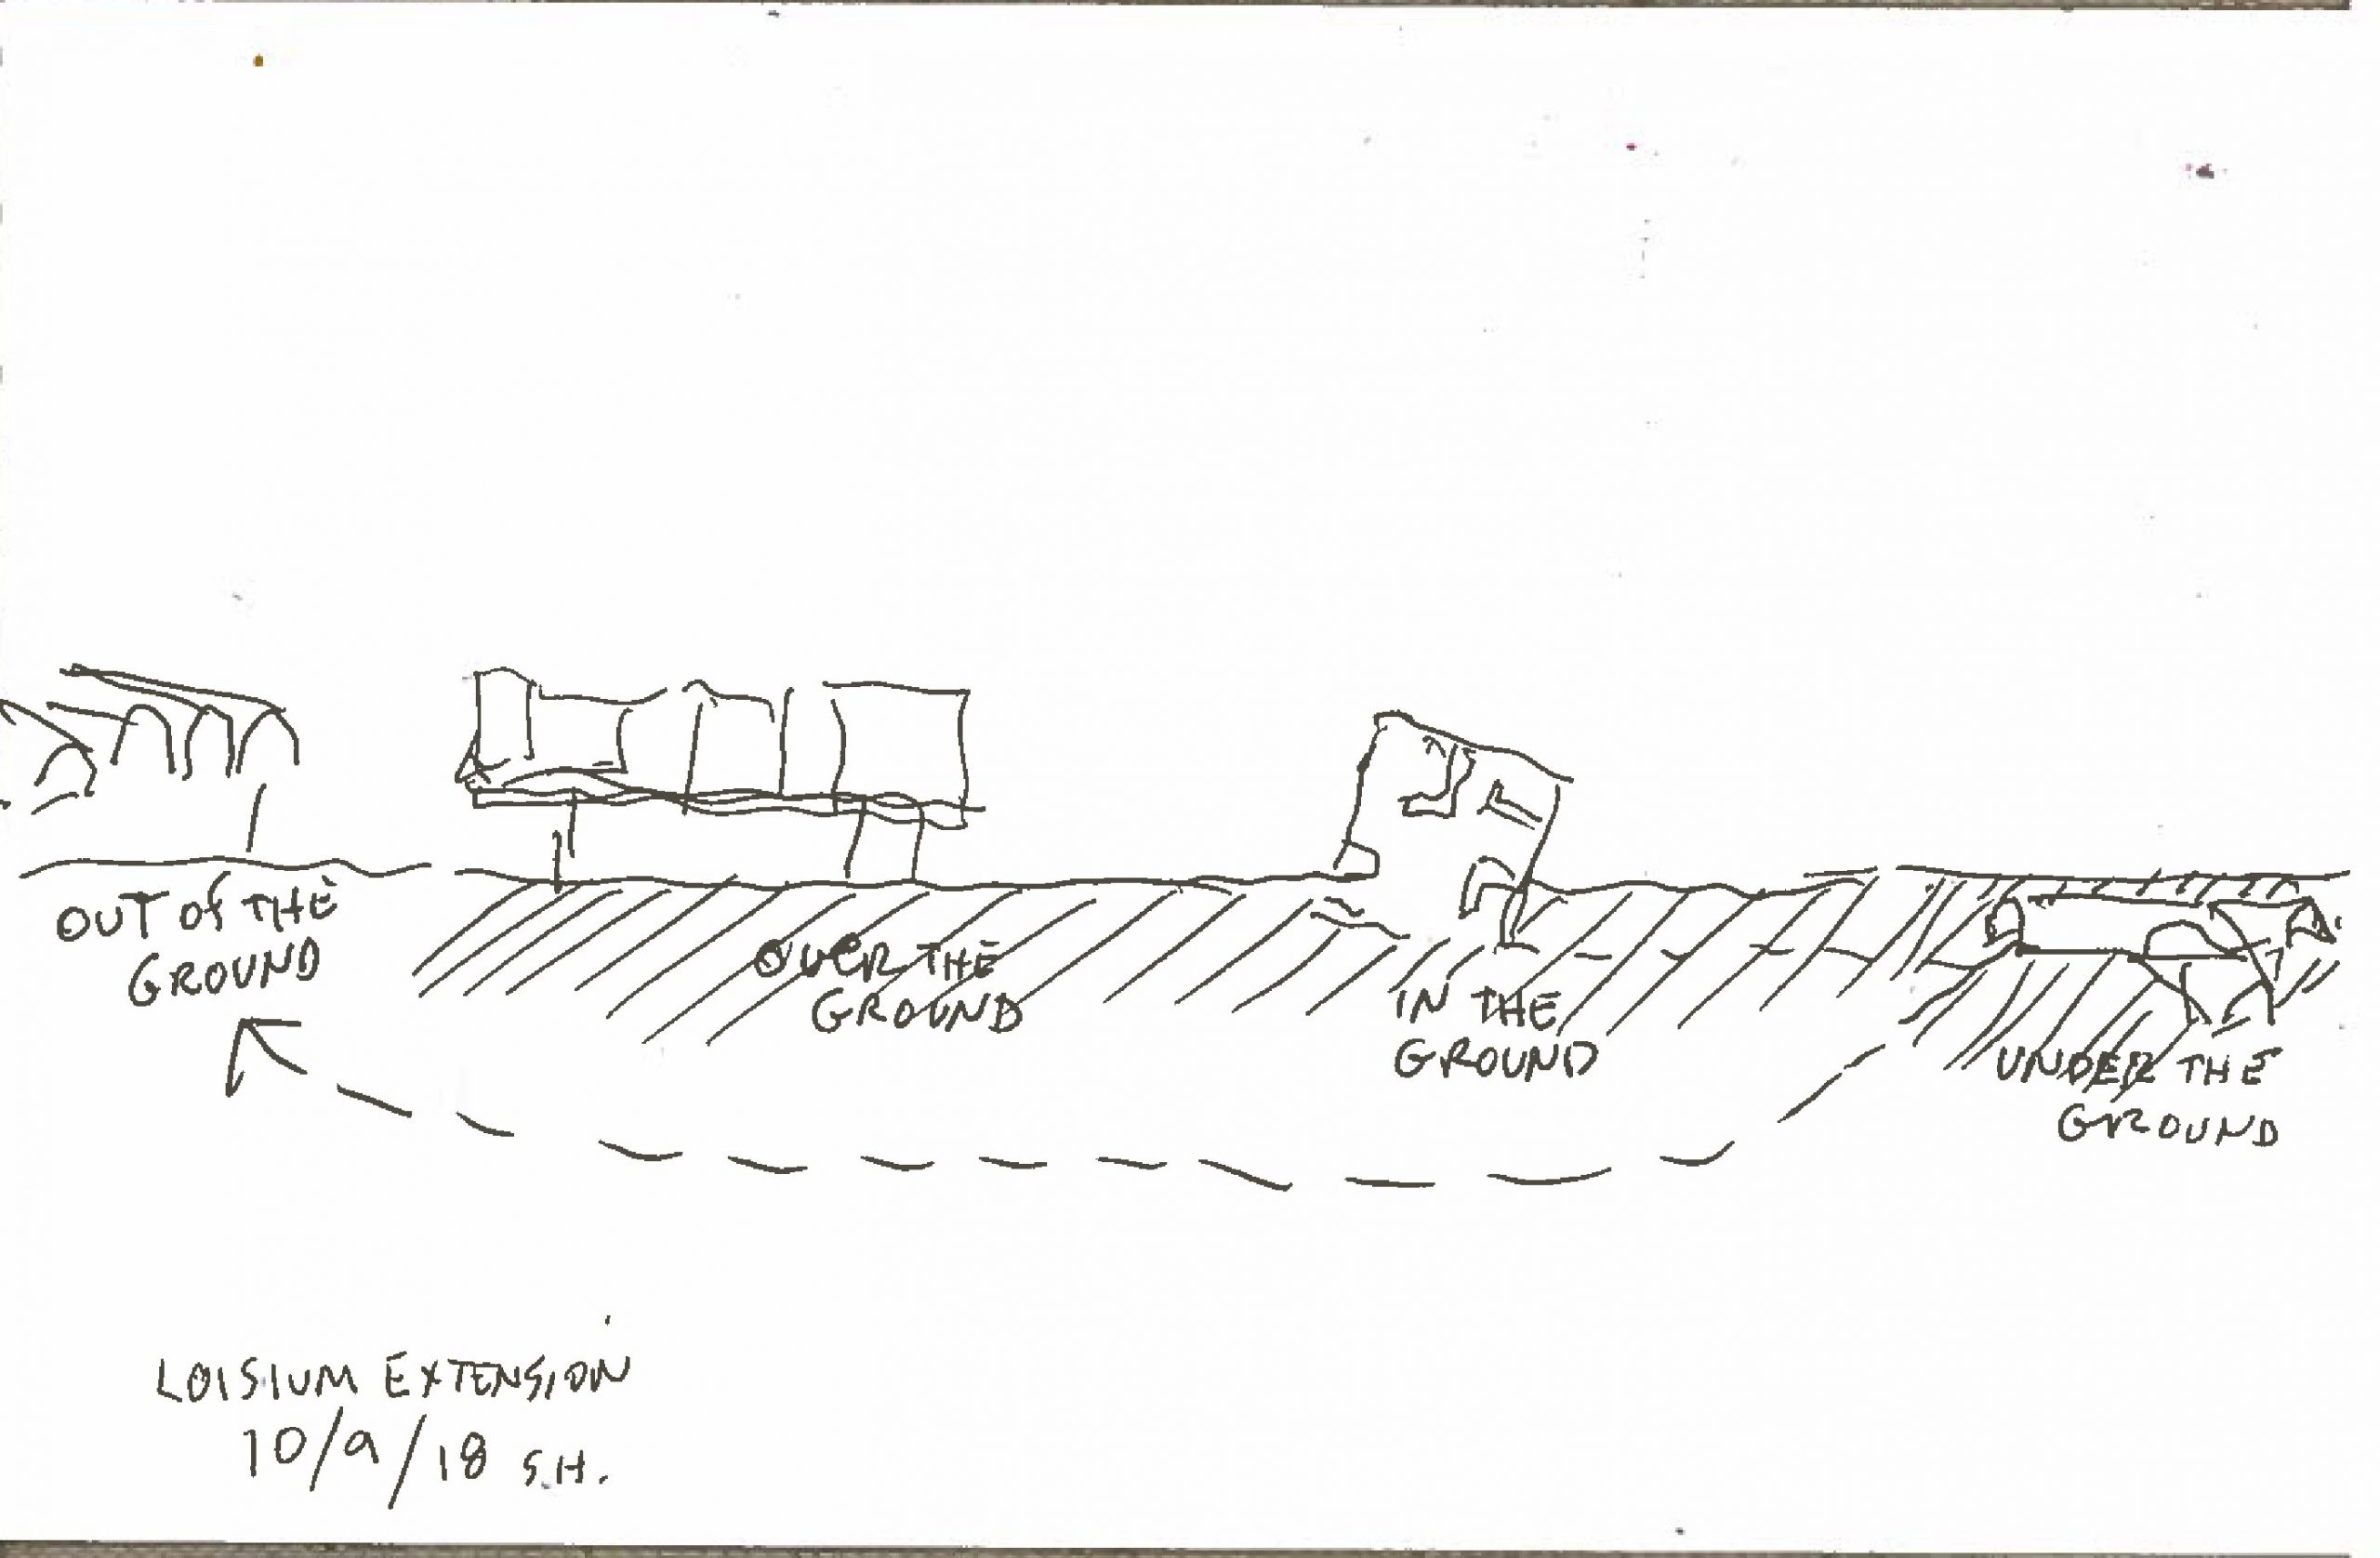 OUT Of THE
GROUND
OVER THE
GROUND
IN THE
GROUND
UNDER THE
GROUND
LOISIUM EXTENSION
10/9/18 S.H.